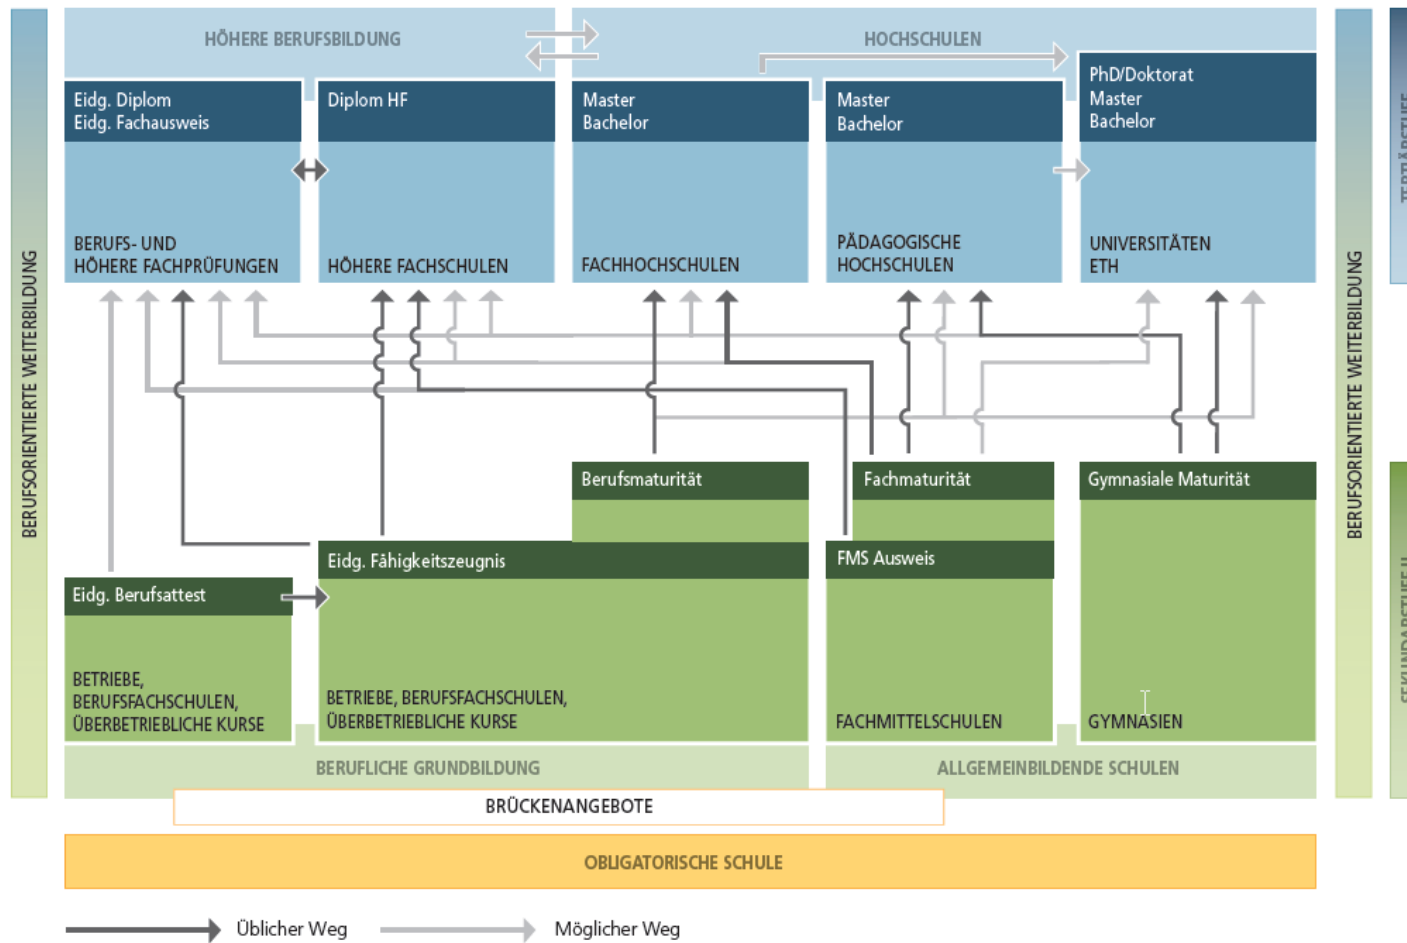 HÖHERE BERUFSBILDUNG
HOCHSCHULEN
Eidg. Diplom
Eidg. Fachausweis
Diplom HF
Master
Bachelor
Master
Bachelor
PhD/Doktorat
Master
Bachelor
BERUFS- UND
HÖHERE FACHPRÜFUNGEN
HÖHERE FACHSCHULEN
FACHHOCHSCHULEN
PÄDAGOGISCHE
HOCHSCHULEN
UNIVERSITÄTEN
ETH
BERUFSORIENTIERTE WEITERBILDUNG
BERUFSORIENTIERTE WEITERBILDUNG
TERTIÄRSTUFE
Berufsmaturität
Fachmaturität
Gymnasiale Maturität
Eidg. Fähigkeitszeugnis
FMS Ausweis
Eidg. Berufsattest
BETRIEBE,
BERUFSFACHSCHULEN,
ÜBERBETRIEBLICHE KURSE
BETRIEBE, BERUFSFACHSCHULEN,
ÜBERBETRIEBLICHE KURSE
FACHMITTELSCHULEN
GYMNASIEN
SEKUNDARSTUFE II
BERUFLICHE GRUNDBILDUNG
ALLGEMEINBILDENDE SCHULEN
BRÜCKENANGEBOTE
OBLIGATORISCHE SCHULE
Üblicher Weg
Möglicher Weg